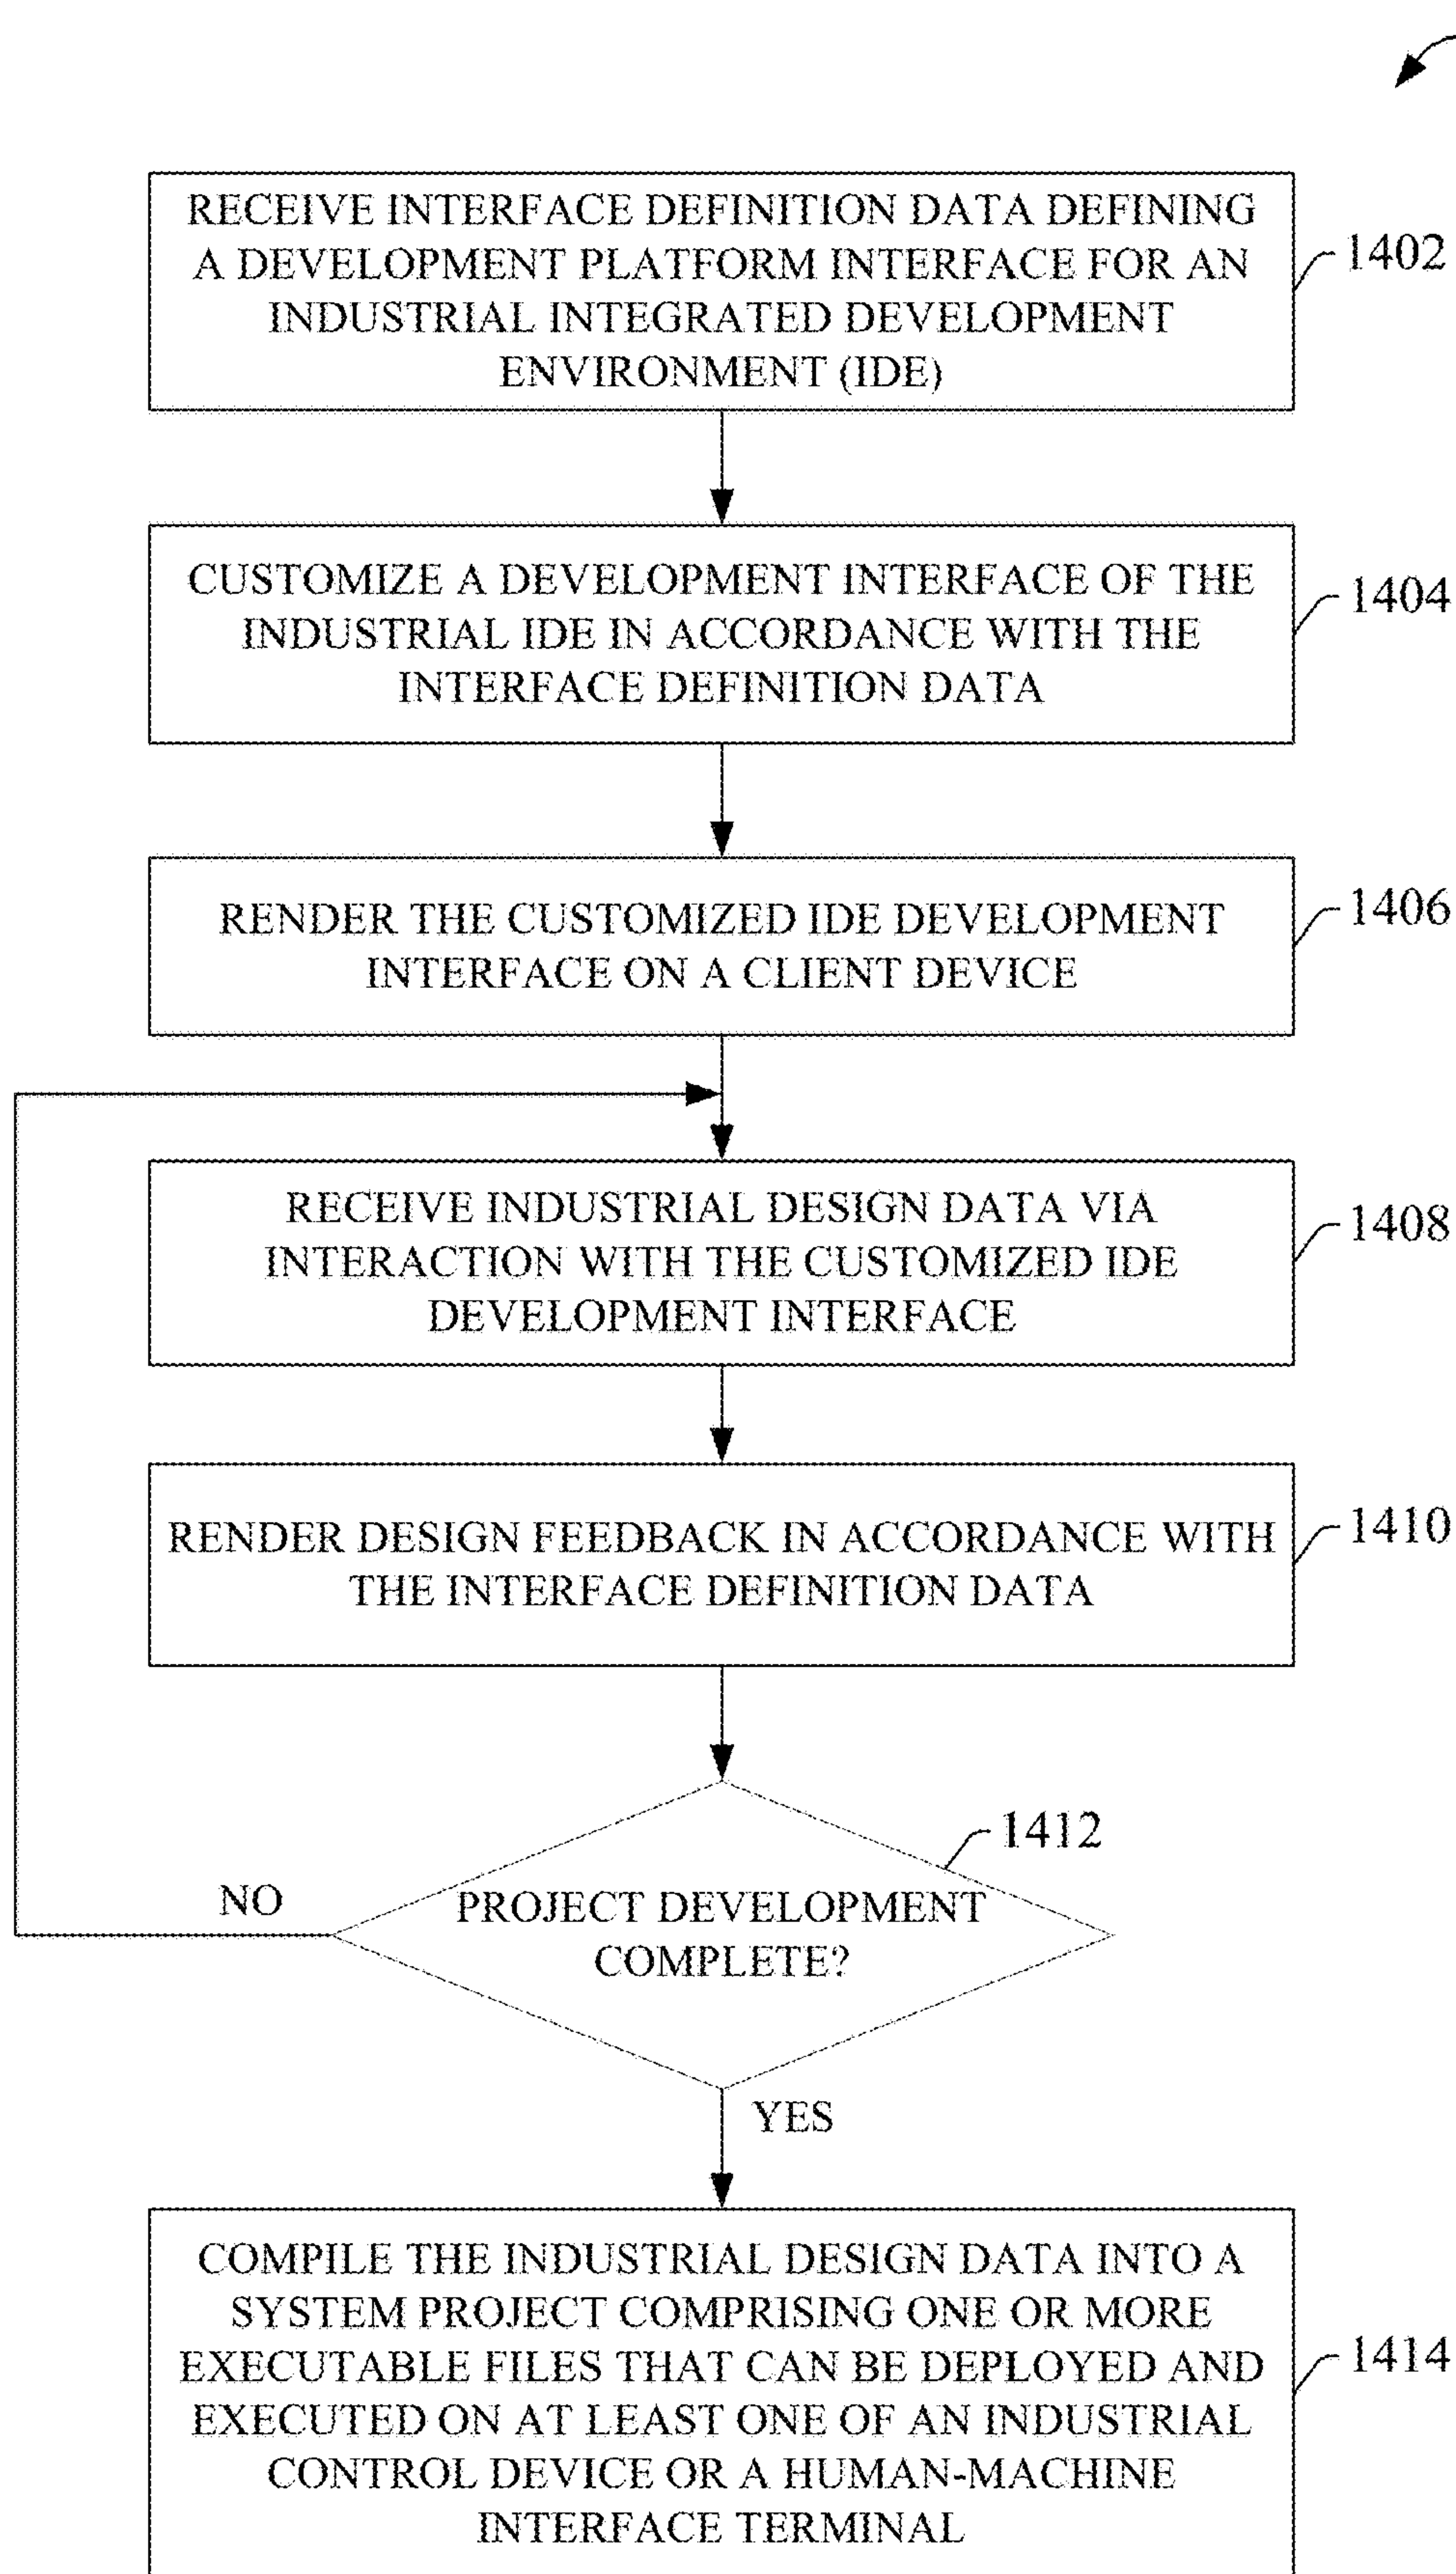 RECEIVE INTERFACE DEFINITION DATA DEFINING
A DEVELOPMENT PLATFORM INTERFACE FOR AN
INDUSTRIAL INTEGRATED DEVELOPMENT
ENVIRONMENT (IDE)
1402
CUSTOMIZE A DEVELOPMENT INTERFACE OF THE
INDUSTRIAL IDE IN ACCORDANCE WITH THE
INTERFACE DEFINITION DATA
1404
RENDER THE CUSTOMIZED IDE DEVELOPMENT
INTERFACE ON A CLIENT DEVICE
1406
RECEIVE INDUSTRIAL DESIGN DATA VIA
INTERACTION WITH THE CUSTOMIZED IDE
DEVELOPMENT INTERFACE
1408
RENDER DESIGN FEEDBACK IN ACCORDANCE WITH
THE INTERFACE DEFINITION DATA
1410
1412
NO
PROJECT DEVELOPMENT
COMPLETE?
YES
COMPILE THE INDUSTRIAL DESIGN DATA INTO A
SYSTEM PROJECT COMPRISING ONE OR MORE
EXECUTABLE FILES THAT CAN BE DEPLOYED AND
EXECUTED ON AT LEAST ONE OF AN INDUSTRIAL
CONTROL DEVICE OR A HUMAN-MACHINE
INTERFACE TERMINAL
1414